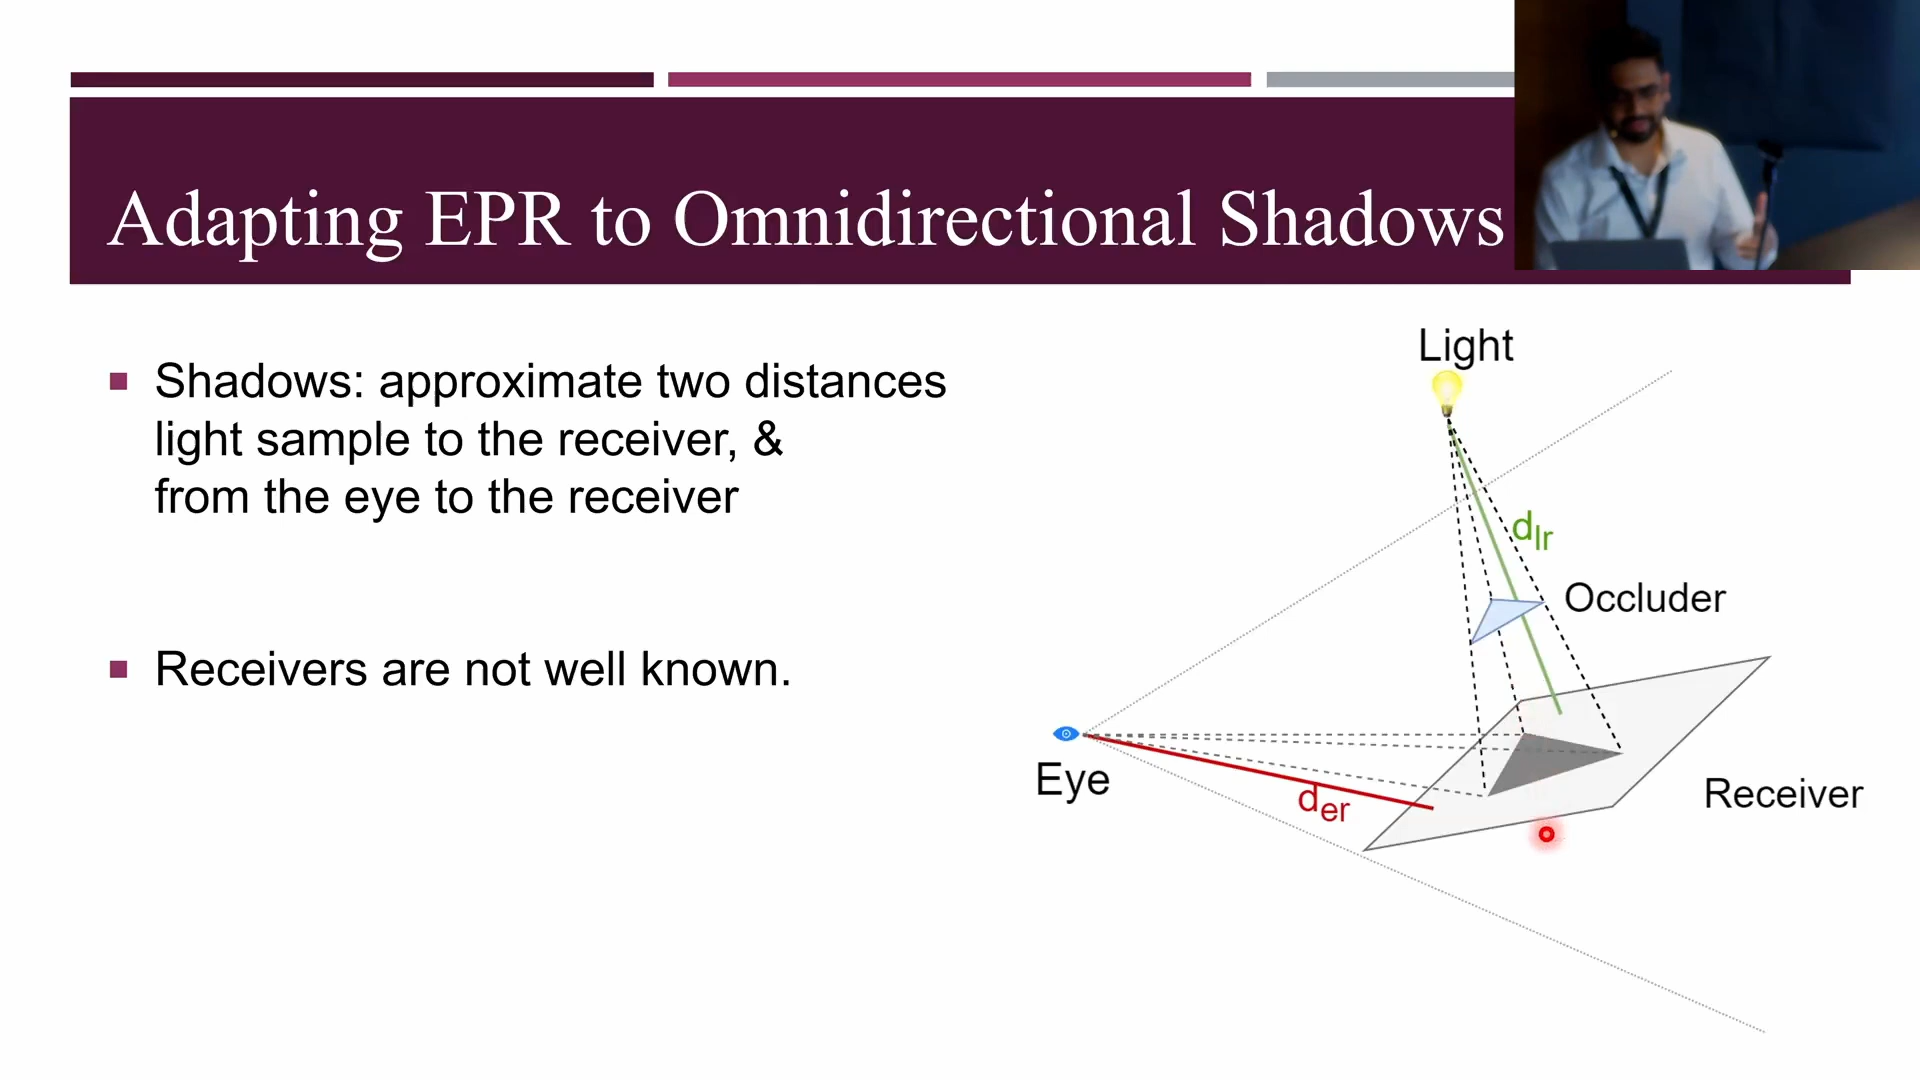 Adapting EPR to Omnidirectional Shadows
Shadows: approximate two distances
light sample to the receiver, &
from the eye to the receiver
Receivers are not well known.
Light
dlr
Occluder
Eye
der
Receiver